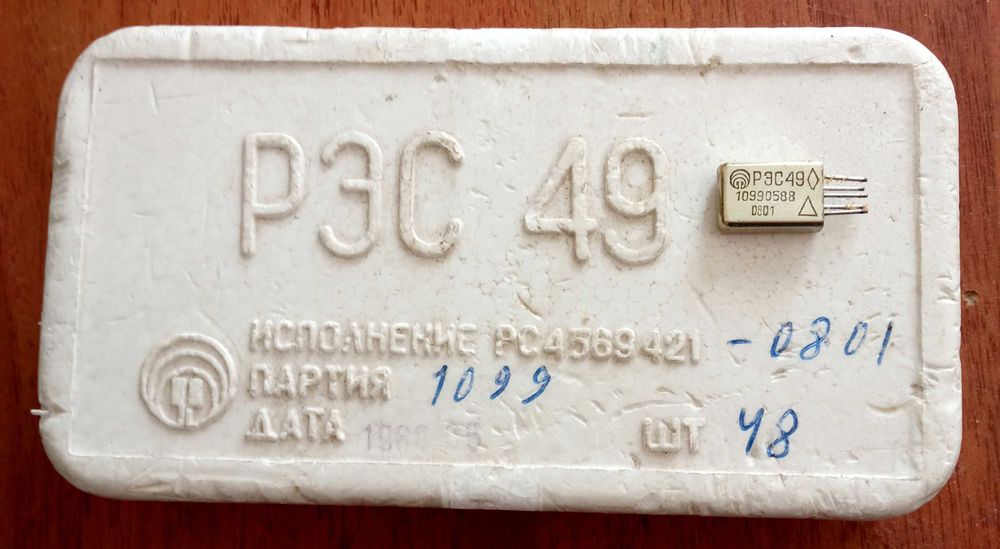 РЭС 49
РЭС49
10990588
0801
ИСПОЛНЕНИЕ РС4569421 -0801
ПАРТИЯ 1099
ДАТА
ШТ 48